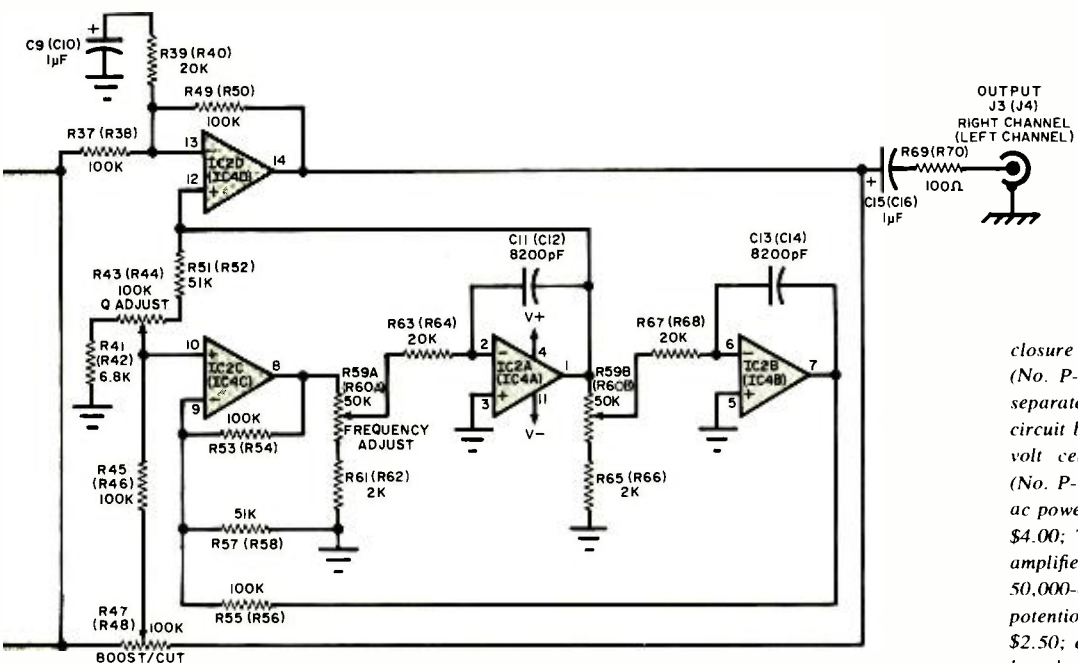 C9 (C10)
1µF
+
R39 (R40)
20K
R49 (R50)
100K
R37 (R38)
100K
13
−
IC2D
(IC4D)
14
12
+
OUTPUT
J3 (J4)
RIGHT CHANNEL
(LEFT CHANNEL)
R69(R70)
100Ω
+
C15(C16)
1µF
R51 (R52)
51K
R43 (R44)
100K
Q ADJUST
R41
(R42)
6.8K
10
+
IC2C
(IC4C)
8
9
−
100K
R53 (R54)
R59A
(R60A)
50K
FREQUENCY
ADJUST
R61 (R62)
2K
R63 (R64)
20K
C11 (C12)
8200pF
V+
2
−
4
IC2A
(IC4A)
1
3
+
11
V−
R59B
(R60B)
50K
R65 (R66)
2K
R67 (R68)
20K
C13 (C14)
8200pF
6
−
IC2B
(IC4B)
7
5
+
R45
(R46)
100K
51K
R57 (R58)
100K
R55 (R56)
R47
(R48)
100K
BOOST/CUT
closure
(No. P-
separate
circuit
volt ce
(No. P-
ac powe
$4.00;
amplifie
50,000-
potentio
$2.50;